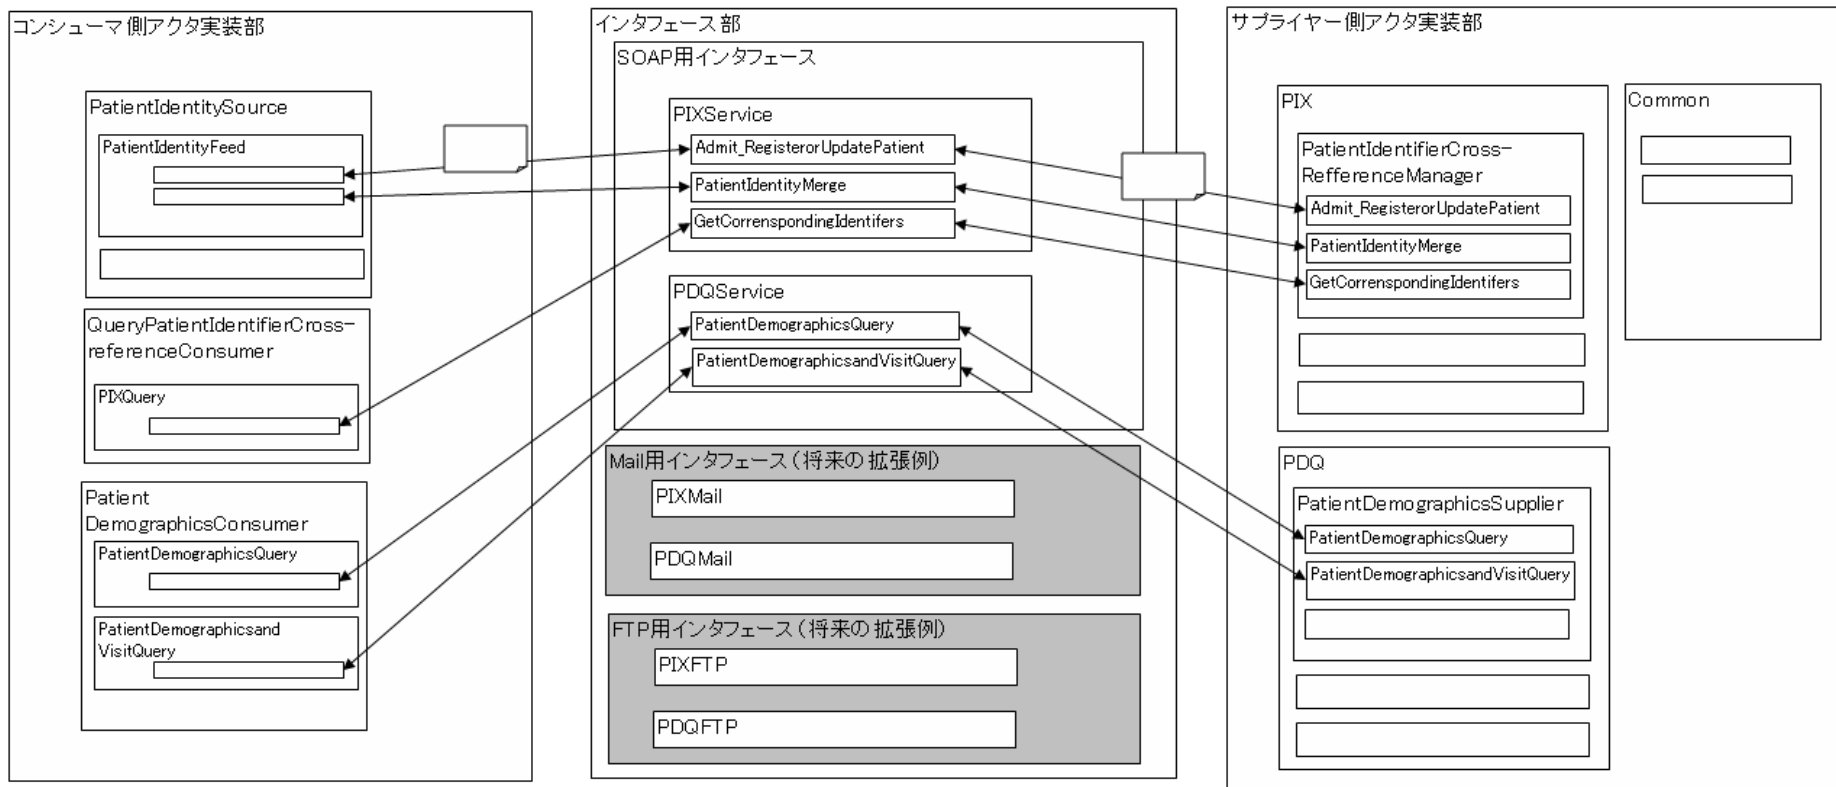 コンシューマ側アクタ実装部
PatientIdentitySource
PatientIdentityFeed
QueryPatientIdentifierCross-
referenceConsumer
PIXQuery
Patient
DemographicsConsumer
PatientDemographicsQuery
PatientDemographicsand
VisitQuery
インタフェース部
SOAP用インタフェース
PIXService
Admit_RegisterorUpdatePatient
PatientIdentityMerge
GetCorrenspondingIdentifers
PDQService
PatientDemographicsQuery
PatientDemographicsandVisitQuery
Mail用インタフェース（将来の拡張例）
PIXMail
PDQMail
FTP用インタフェース（将来の拡張例）
PIXFTP
PDQFTP
サプライヤー側アクタ実装部
PIX
PatientIdentifierCross-
RefferenceManager
Admit_RegisterorUpdatePatient
PatientIdentityMerge
GetCorrenspondingIdentifers
Common
PDQ
PatientDemographicsSupplier
PatientDemographicsQuery
PatientDemographicsandVisitQuery